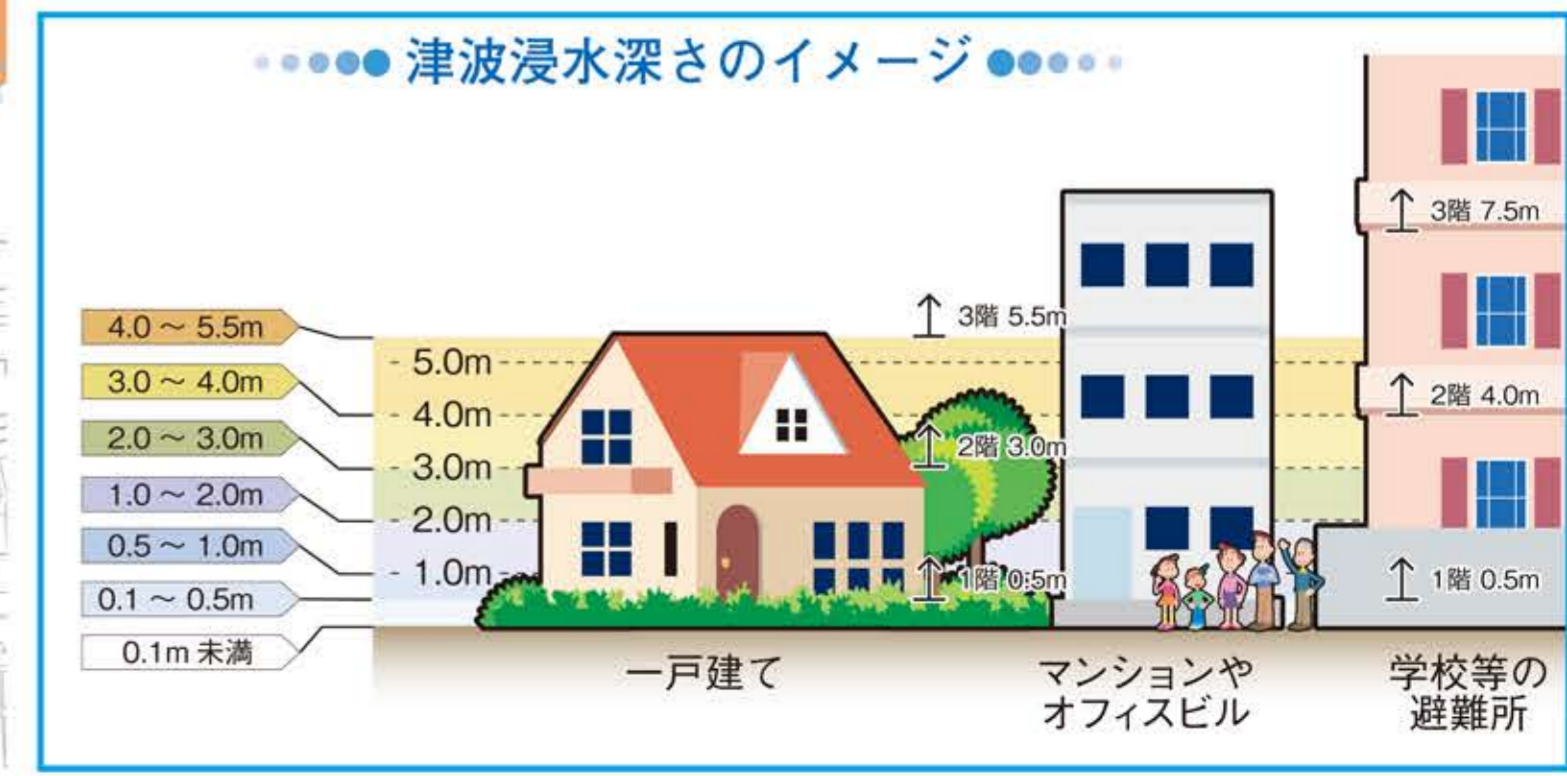 津波浸水深さのイメージ
4.0 〜 5.5m
3.0 〜 4.0m
2.0 〜 3.0m
1.0 〜 2.0m
0.5 〜 1.0m
0.1 〜 0.5m
0.1m 未満
5.0m
4.0m
3.0m
2.0m
1.0m
3階 5.5m
2階 3.0m
1階 0.5m
3階 7.5m
2階 4.0m
1階 0.5m
一戸建て
マンションや
オフィスビル
学校等の
避難所